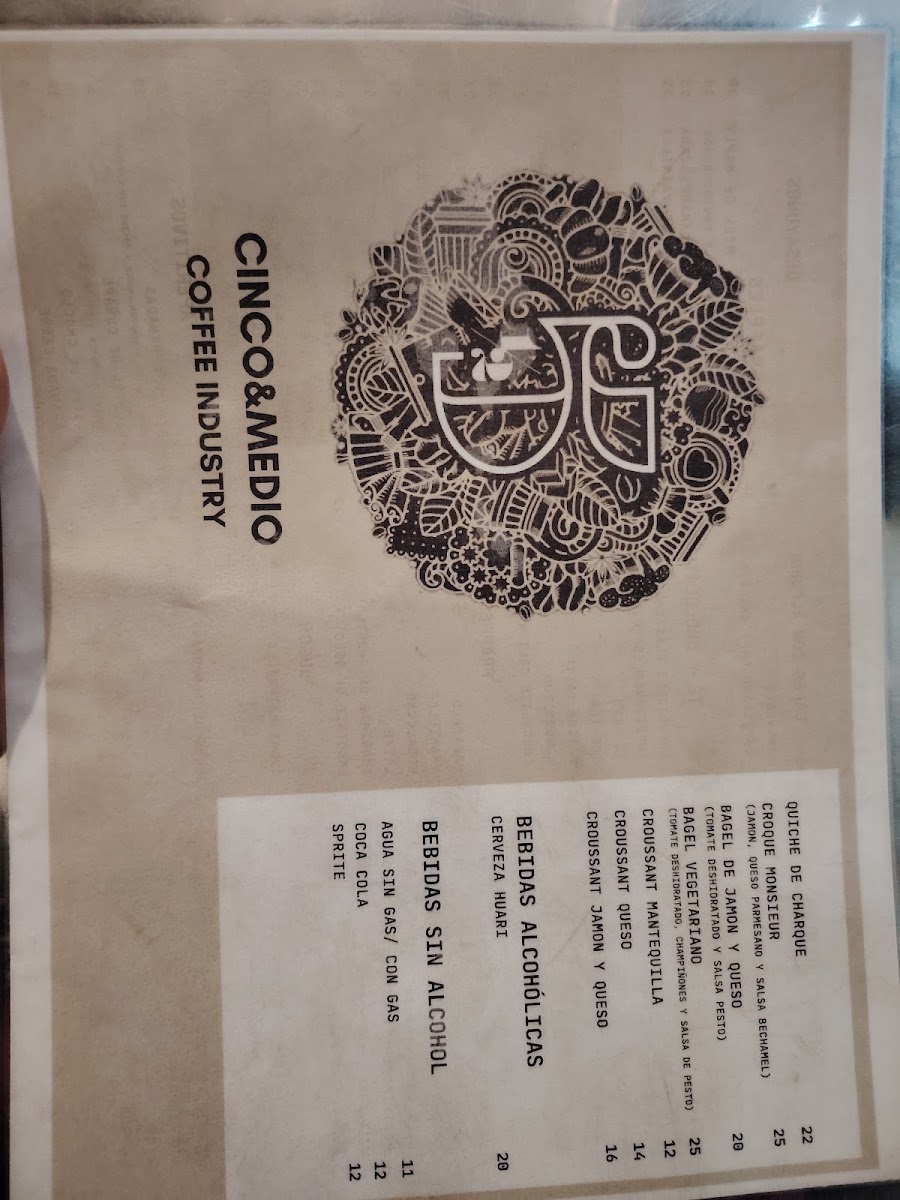 CINCO&MEDIO
COFFEE INDUSTRY
QUICHE DE CHARQUE 22
CROQUE MONSIEUR 25
(JAMON, QUESO PARMESANO Y SALSA BECHAMEL)
BAGEL DE JAMON Y QUESO 20
(TOMATE DESHIDRATADO Y SALSA PESTO)
BAGEL VEGETARIANO 25
(TOMATE DESHIDRATADO, CHAMPIÑONES Y SALSA DE PESTO)
CROUSSANT MANTEQUILLA 12
CROUSSANT QUESO 14
CROUSSANT JAMON Y QUESO 16
BEBIDAS ALCOHÓLICAS
CERVEZA HUARI 20
BEBIDAS SIN ALCOHOL
AGUA SIN GAS/ CON GAS 11
COCA COLA 12
SPRITE 12